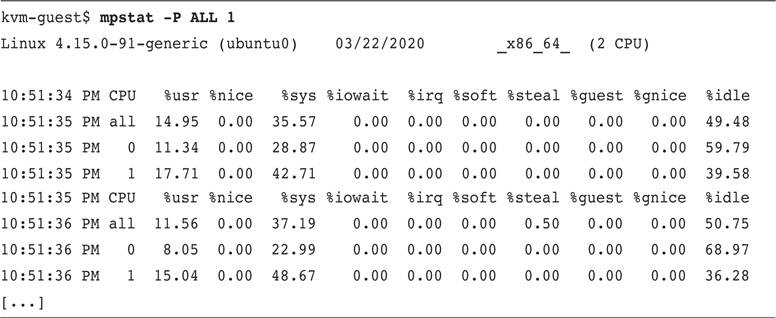 kvm-guest$ mpstat -P ALL 1
Linux 4.15.0-91-generic (ubuntu0)    03/22/2020    _x86_64_  (2 CPU)
10:51:34 PM CPU   %usr %nice   %sys %iowait   %irq %soft %steal %guest %gnice  %idle
10:51:35 PM all  14.95  0.00  35.57    0.00   0.00  0.00   0.00   0.00   0.00  49.48
10:51:35 PM   0  11.34  0.00  28.87    0.00   0.00  0.00   0.00   0.00   0.00  59.79
10:51:35 PM   1  17.71  0.00  42.71    0.00   0.00  0.00   0.00   0.00   0.00  39.58
10:51:35 PM CPU   %usr %nice   %sys %iowait   %irq %soft %steal %guest %gnice  %idle
10:51:36 PM all  11.56  0.00  37.19    0.00   0.00  0.00   0.50   0.00   0.00  50.75
10:51:36 PM   0   8.05  0.00  22.99    0.00   0.00  0.00   0.00   0.00   0.00  68.97
10:51:36 PM   1  15.04  0.00  48.67    0.00   0.00  0.00   0.00   0.00   0.00  36.28
[...]